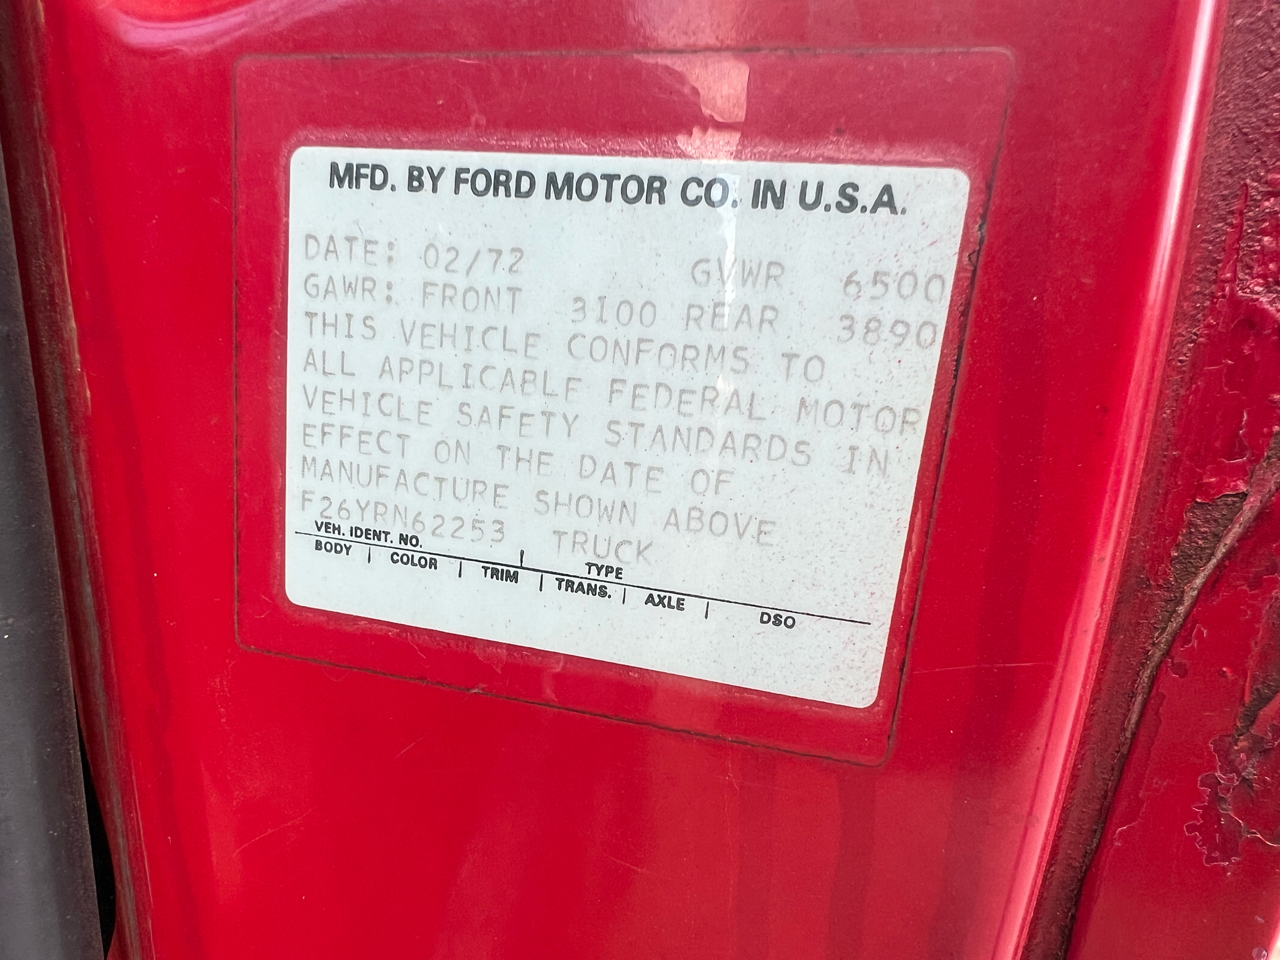 MFD. BY FORD MOTOR CO. IN U.S.A.
DATE: 02/72 GVWR 6500
GAWR: FRONT 3100 REAR 3890
THIS VEHICLE CONFORMS TO
ALL APPLICABLE FEDERAL MOTOR
VEHICLE SAFETY STANDARDS IN
EFFECT ON THE DATE OF
MANUFACTURE SHOWN ABOVE
F26YRN62253 TRUCK
VEH. IDENT. NO. TYPE
BODY COLOR TRIM TRANS. AXLE DSO